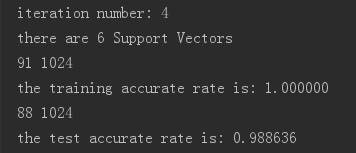 iteration number: 4
there are 6 Support Vectors
91 1024
the training accurate rate is: 1.000000
88 1024
the test accurate rate is: 0.988636